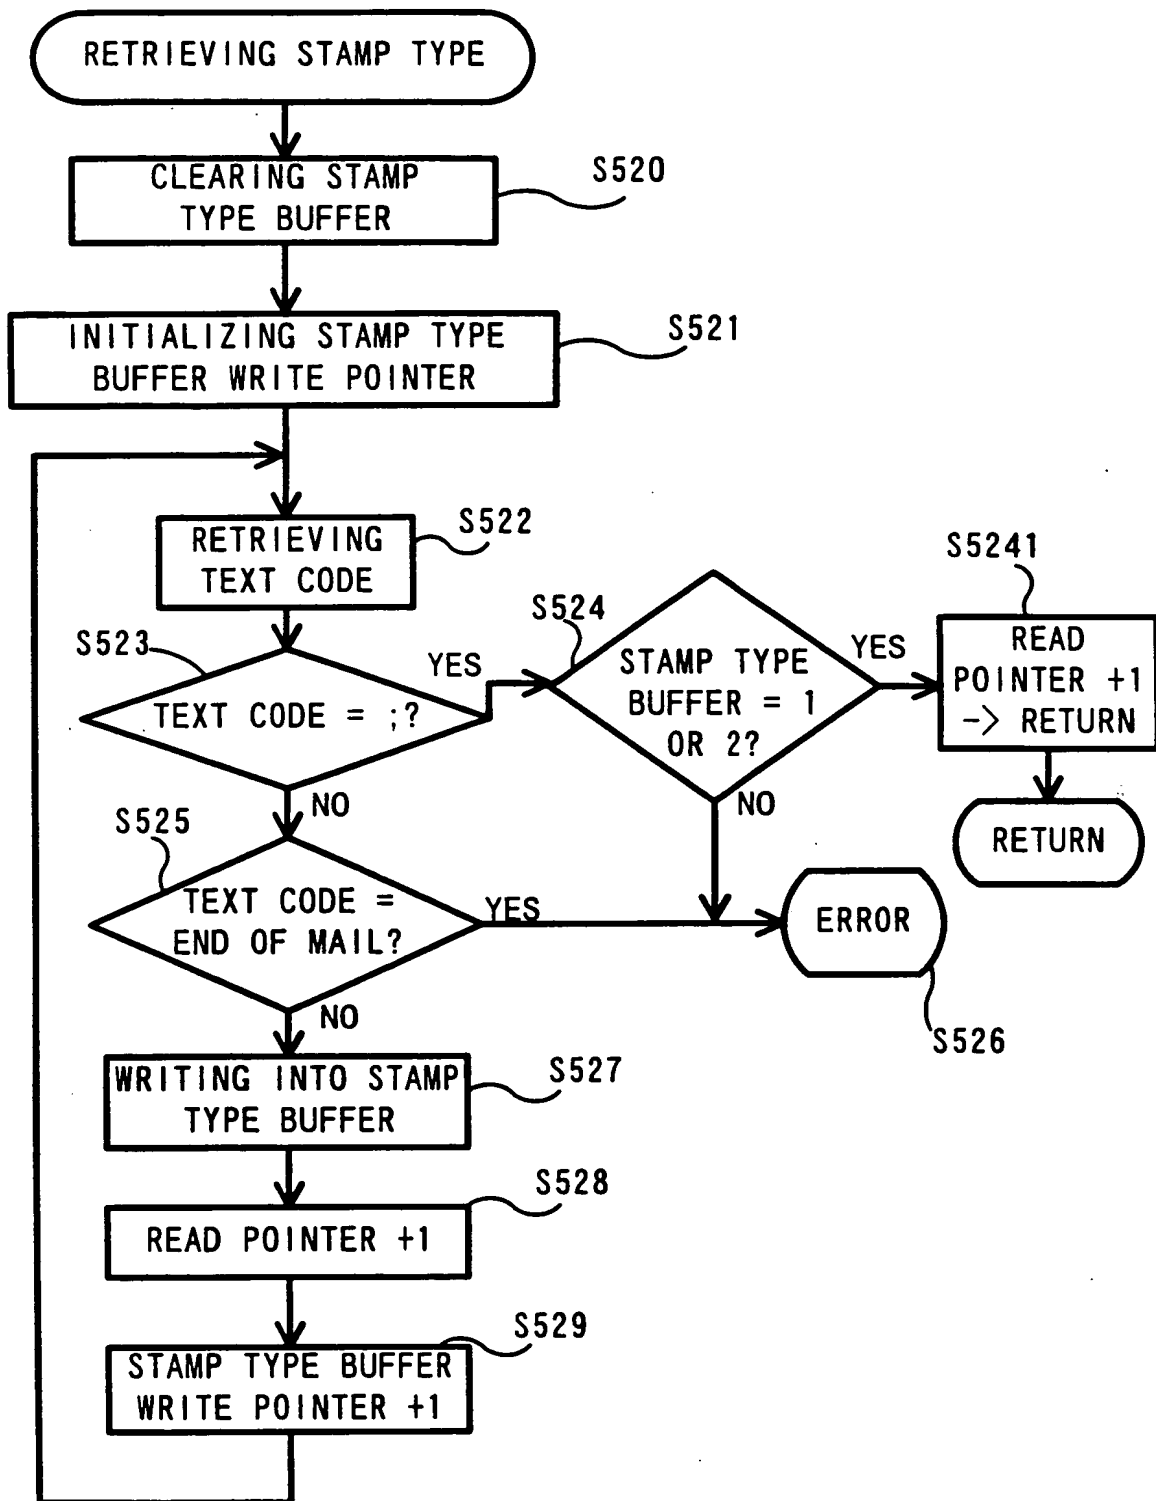 RETRIEVING STAMP TYPE
CLEARING STAMP
TYPE BUFFER
S520
INITIALIZING STAMP TYPE
BUFFER WRITE POINTER
S521
RETRIEVING
TEXT CODE
S522
S523
TEXT CODE = ;?
YES
NO
S524
STAMP TYPE
BUFFER = 1
OR 2?
YES
NO
S5241
READ
POINTER +1
-> RETURN
RETURN
S525
TEXT CODE =
END OF MAIL?
YES
NO
ERROR
S526
WRITING INTO STAMP
TYPE BUFFER
S527
READ POINTER +1
S528
STAMP TYPE BUFFER
WRITE POINTER +1
S529